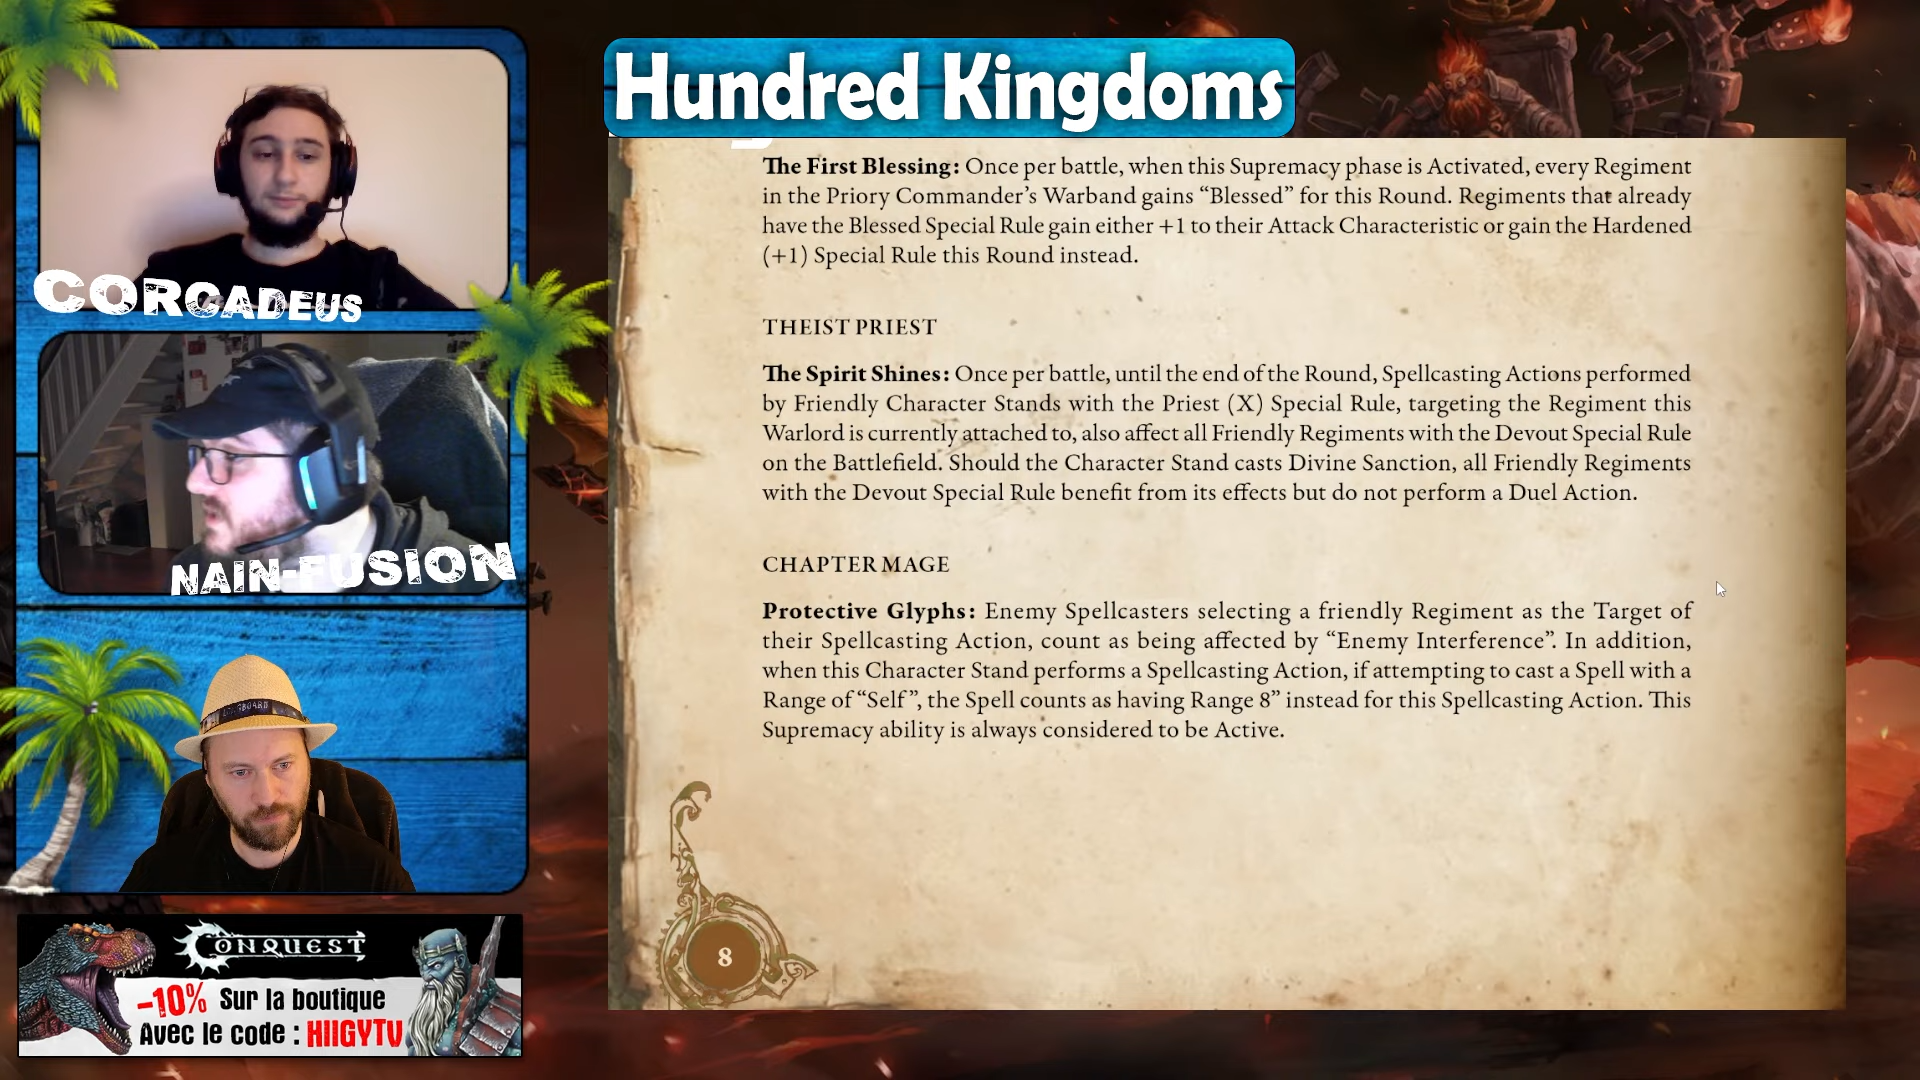 Hundred Kingdoms
The First Blessing: Once per battle, when this Supremacy phase is Activated, every Regiment
in the Priory Commander’s Warband gains “Blessed” for this Round. Regiments that already
have the Blessed Special Rule gain either +1 to their Attack Characteristic or gain the Hardened
(+1) Special Rule this Round instead.
THEIST PRIEST
The Spirit Shines: Once per battle, until the end of the Round, Spellcasting Actions performed
by Friendly Character Stands with the Priest (X) Special Rule, targeting the Regiment this
Warlord is currently attached to, also affect all Friendly Regiments with the Devout Special Rule
on the Battlefield. Should the Character Stand casts Divine Sanction, all Friendly Regiments
with the Devout Special Rule benefit from its effects but do not perform a Duel Action.
CHAPTER MAGE
Protective Glyphs: Enemy Spellcasters selecting a friendly Regiment as the Target of
their Spellcasting Action, count as being affected by “Enemy Interference”. In addition,
when this Character Stand performs a Spellcasting Action, if attempting to cast a Spell with a
Range of “Self”, the Spell counts as having Range 8” instead for this Spellcasting Action. This
Supremacy ability is always considered to be Active.
8
CORCADEUS
NAIN-FUSION
CONQUEST
-10% Sur la boutique
Avec le code : HIIGYTV